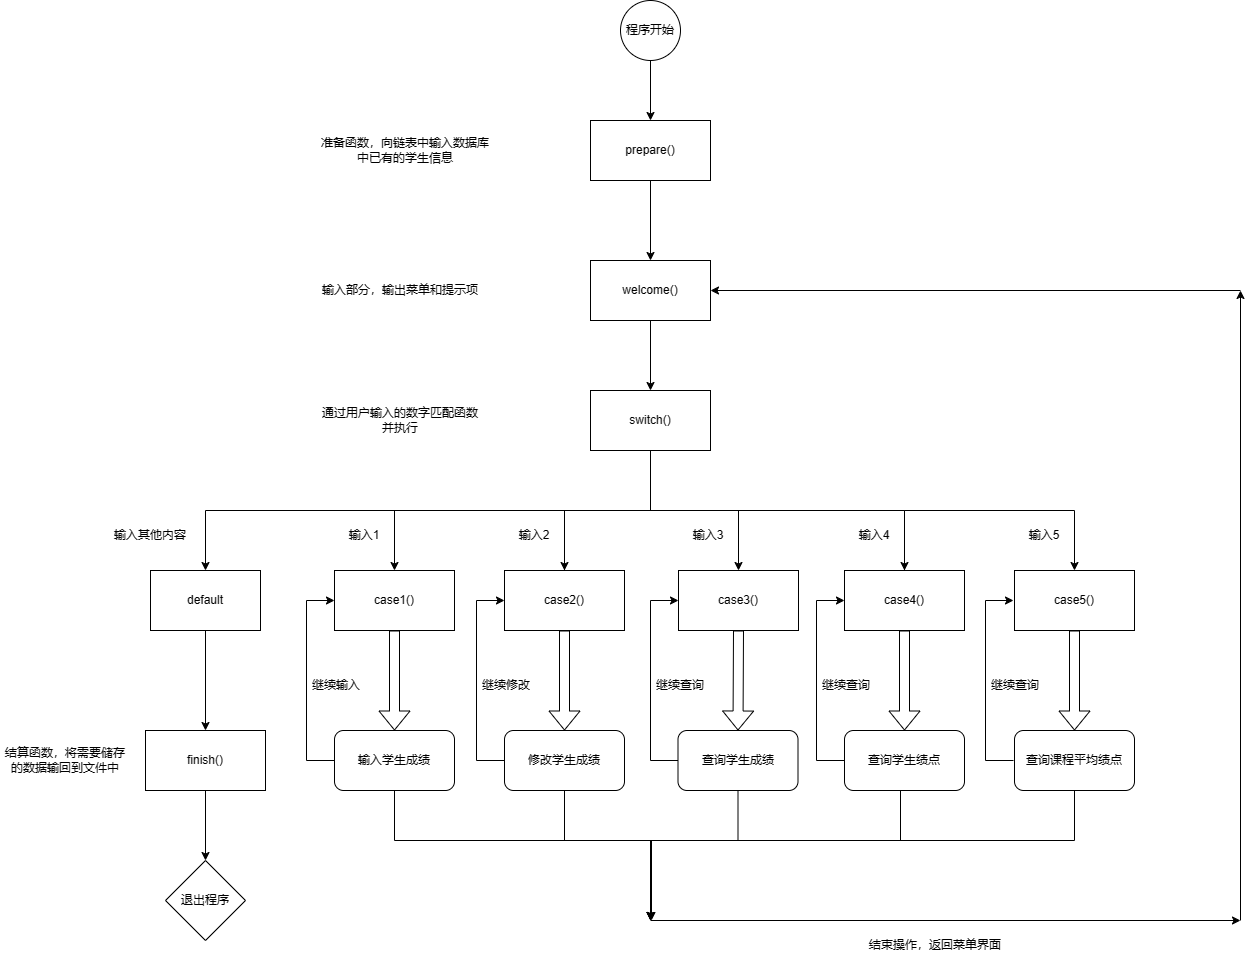 程序开始
准备函数，向链表中输入数据库
中已有的学生信息
prepare()
输入部分，输出菜单和提示项
welcome()
通过用户输入的数字匹配函数
并执行
switch()
输入其他内容
输入1
输入2
输入3
输入4
输入5
default
case1()
case2()
case3()
case4()
case5()
继续输入
继续修改
继续查询
继续查询
继续查询
结算函数，将需要储存
的数据输回到文件中
finish()
输入学生成绩
修改学生成绩
查询学生成绩
查询学生绩点
查询课程平均绩点
退出程序
结束操作，返回菜单界面